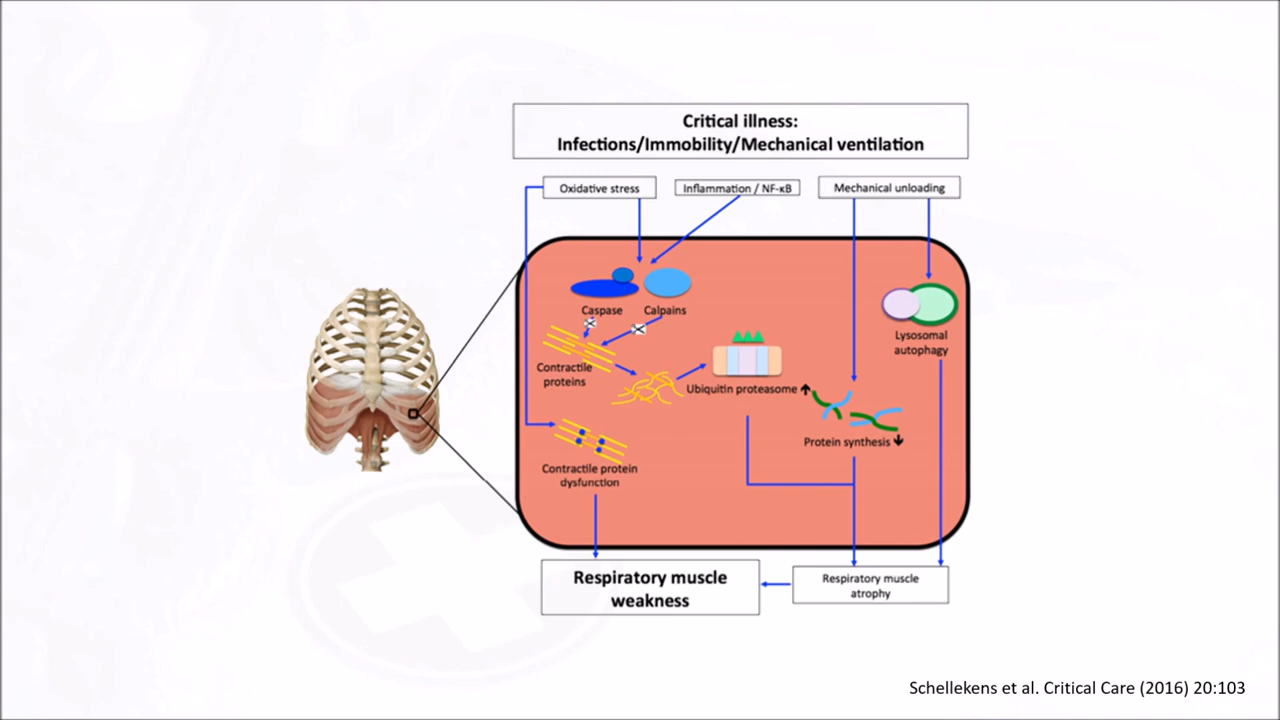 Critical illness:
Infections/Immobility/Mechanical ventilation
Oxidative stress
Inflammation / NF-κB
Mechanical unloading
Caspase
Calpains
Lysosomal
autophagy
Contractile
proteins
Ubiquitin proteasome
Protein synthesis
Contractile protein
dysfunction
Respiratory muscle
weakness
Respiratory muscle
atrophy
Schellekens et al. Critical Care (2016) 20:103